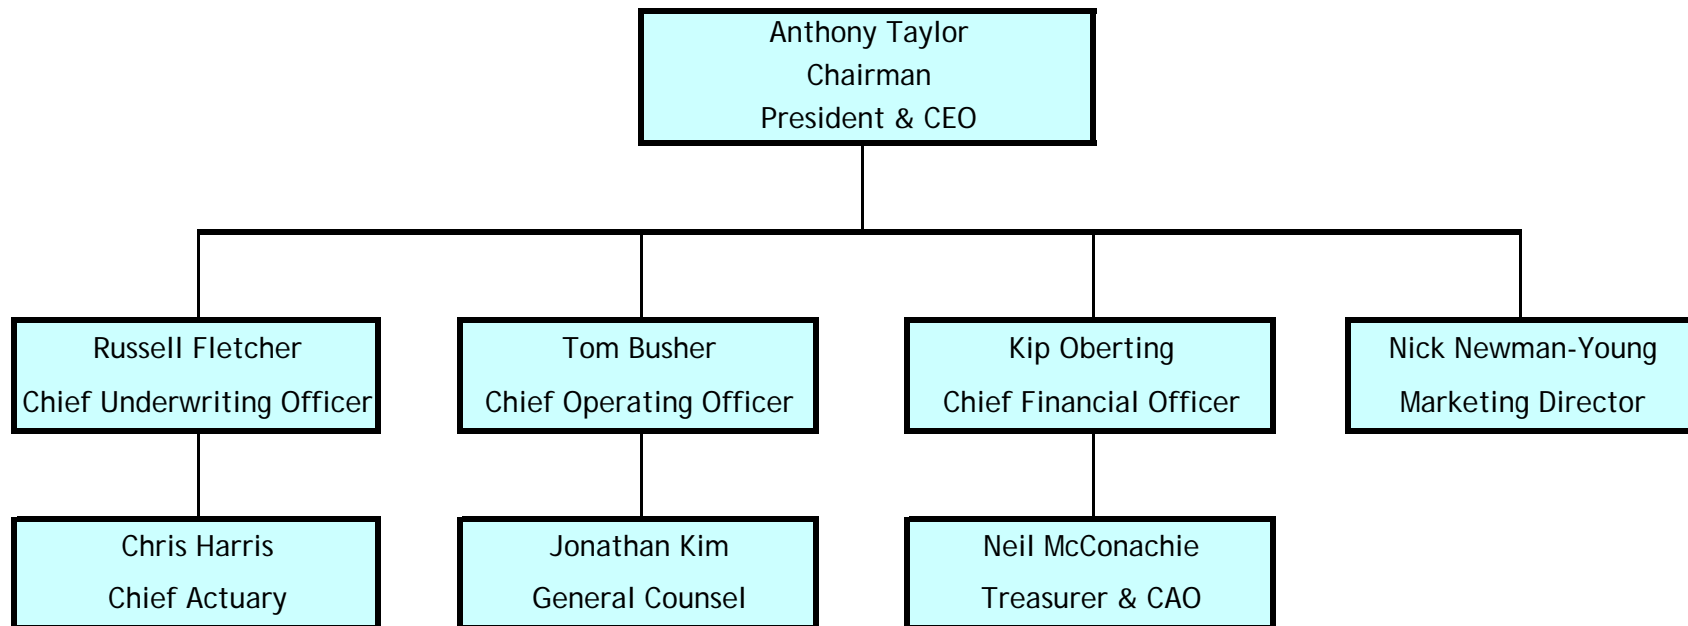 Anthony Taylor
Chairman
President & CEO
Russell Fletcher
Chief Underwriting Officer
Tom Busher
Chief Operating Officer
Kip Oberting
Chief Financial Officer
Nick Newman-Young
Marketing Director
Chris Harris
Chief Actuary
Jonathan Kim
General Counsel
Neil McConachie
Treasurer & CAO